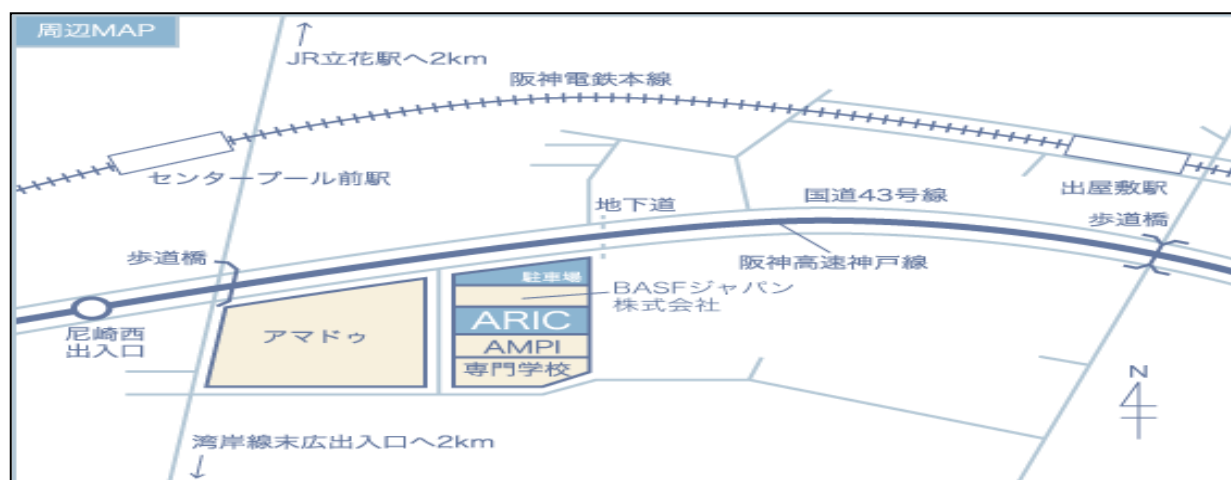 周辺MAP
JR立花駅へ2km
阪神電鉄本線
センタープール前駅
出屋敷駅
国道43号線
地下道
歩道橋
歩道橋
阪神高速神戸線
駐車場
BASFジャパン
株式会社
ARIC
AMPI
専門学校
アマドゥ
尼崎西
出入口
N
湾岸線末広出入口へ2km